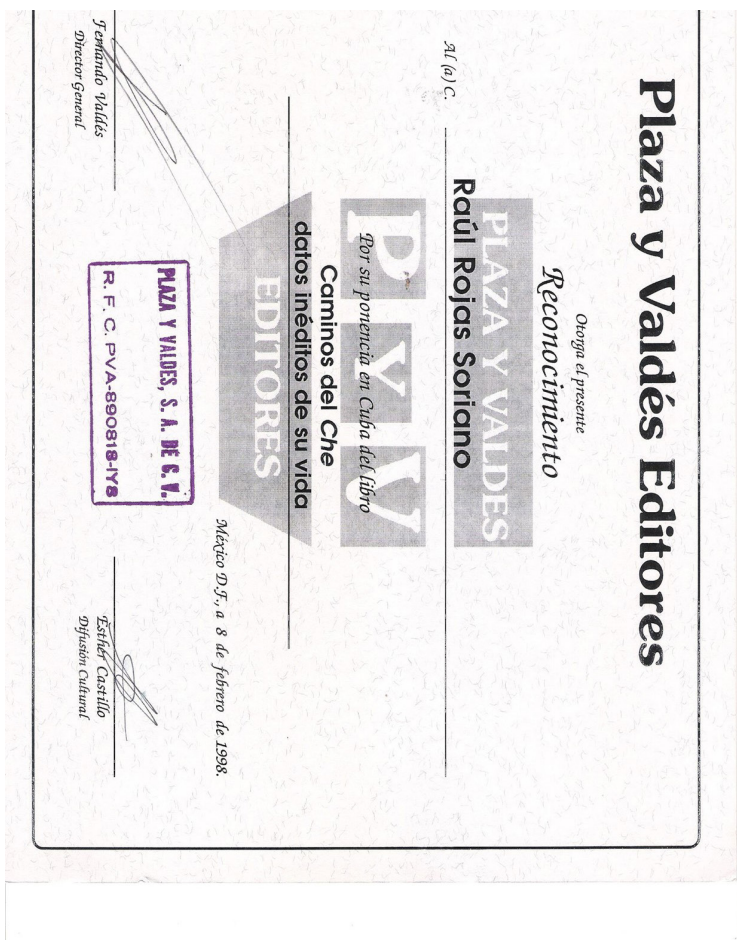 Plaza y Valdés Editores
Otorga el presente
Reconocimiento
PLAZA Y VALDES
Al (a) C.
Raúl Rojas Soriano
P Y V
Por su ponencia en Cuba del libro
Caminos del Che
datos inéditos de su vida
EDITORES
México D.F., a 8 de febrero de 1998.
PLAZA Y VALDES, S. A. DE C. V.
R. F. C. PVA-890818-IY8
Fernando Valdés
Director General
Esther Castillo
Difusión Cultural